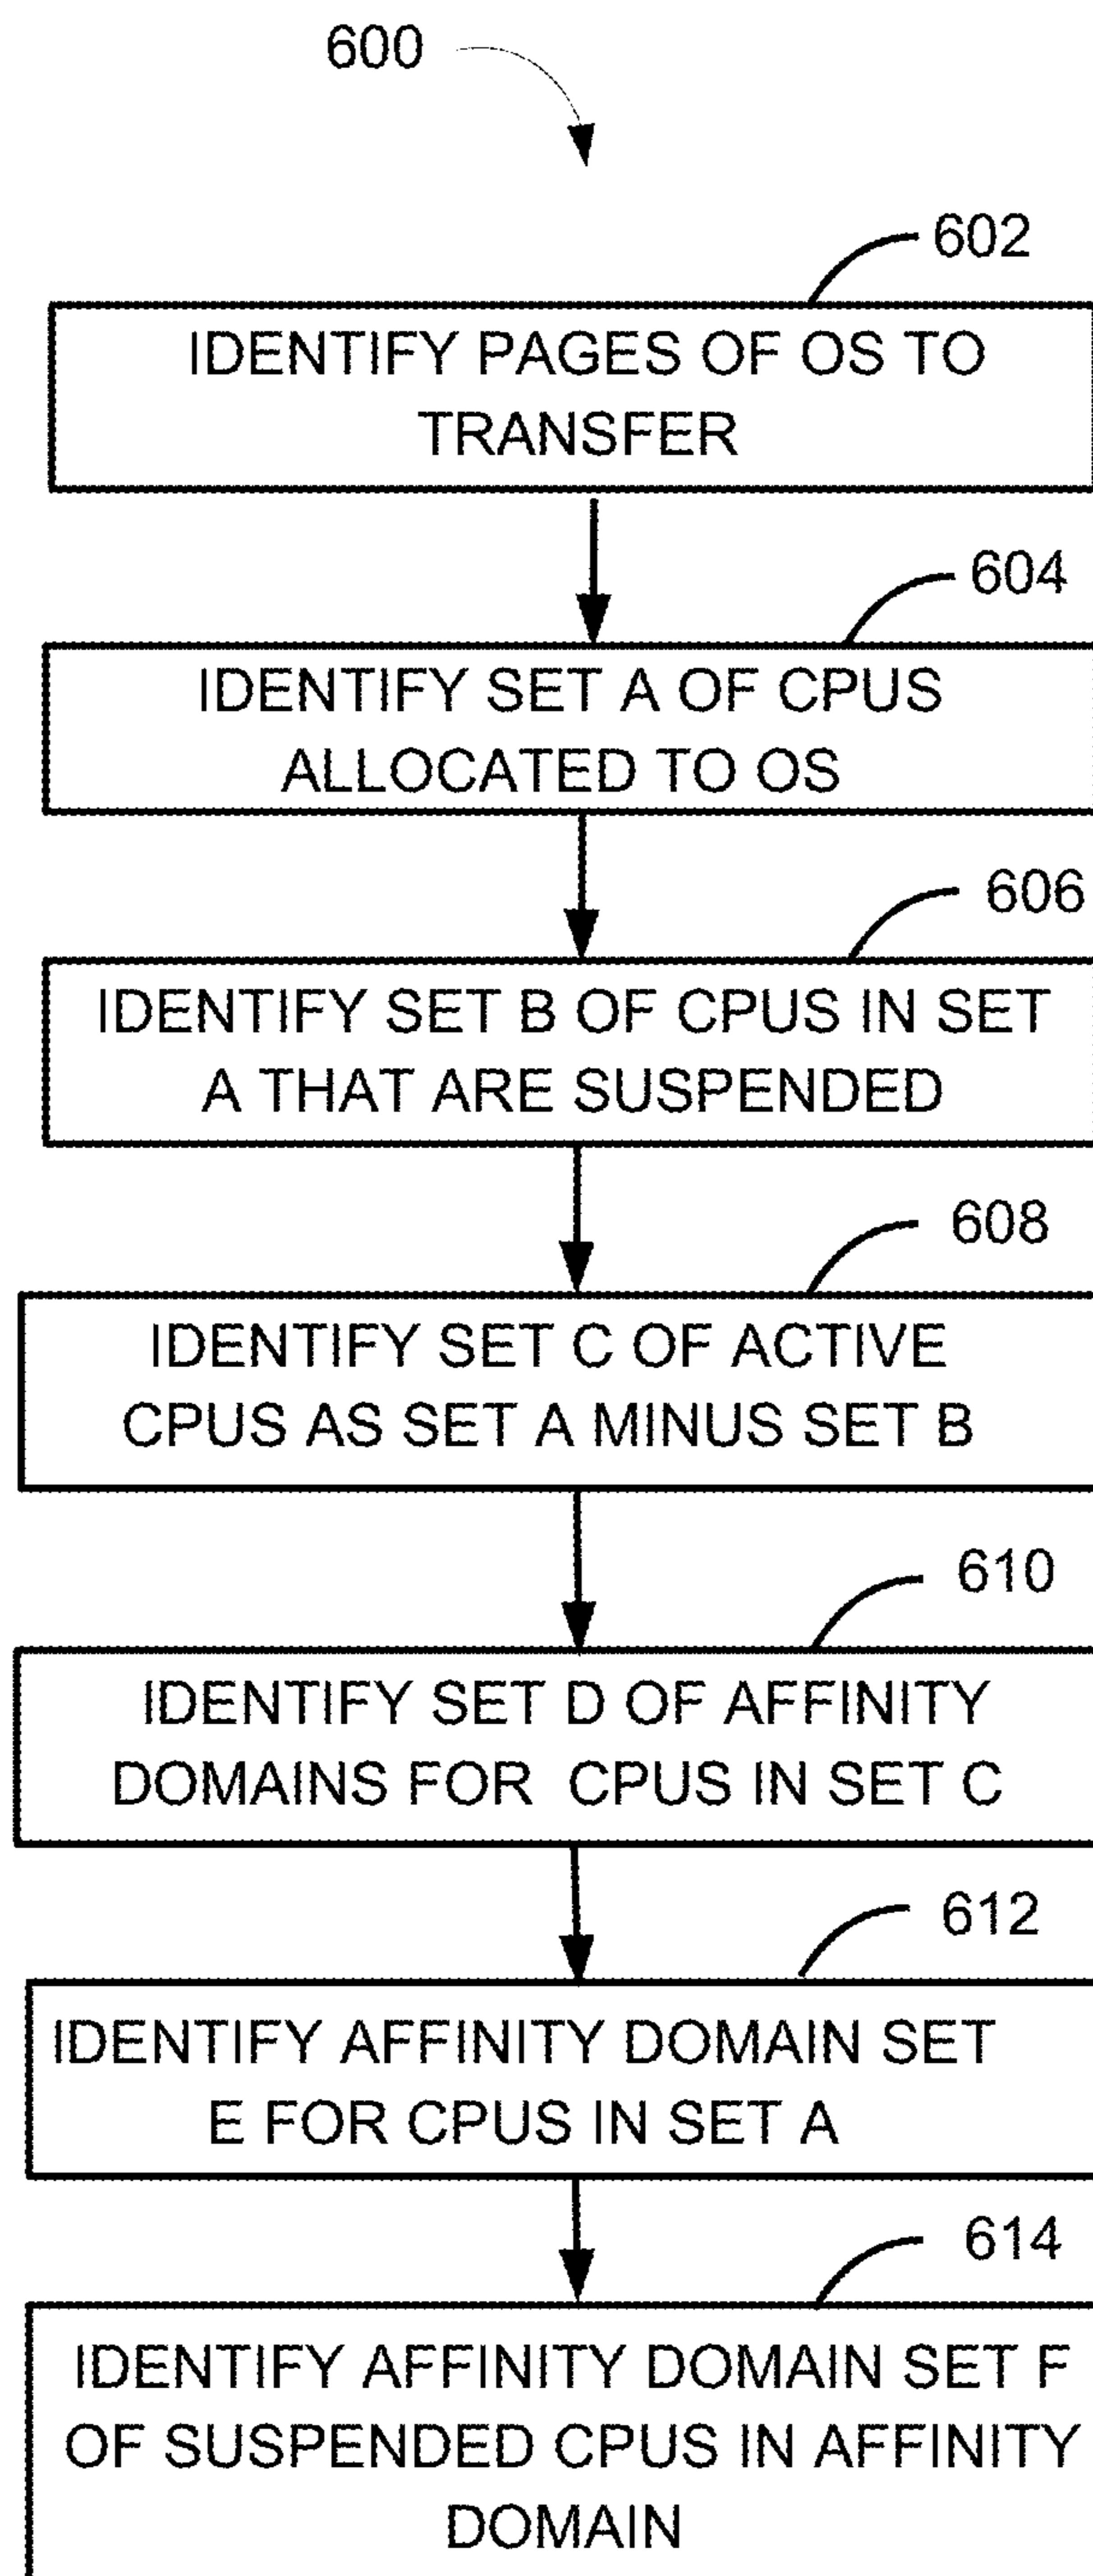 600
602
IDENTIFY PAGES OF OS TO
TRANSFER
604
IDENTIFY SET A OF CPUS
ALLOCATED TO OS
606
IDENTIFY SET B OF CPUS IN SET
A THAT ARE SUSPENDED
608
IDENTIFY SET C OF ACTIVE
CPUS AS SET A MINUS SET B
610
IDENTIFY SET D OF AFFINITY
DOMAINS FOR CPUS IN SET C
612
IDENTIFY AFFINITY DOMAIN SET
E FOR CPUS IN SET A
614
IDENTIFY AFFINITY DOMAIN SET F
OF SUSPENDED CPUS IN AFFINITY
DOMAIN